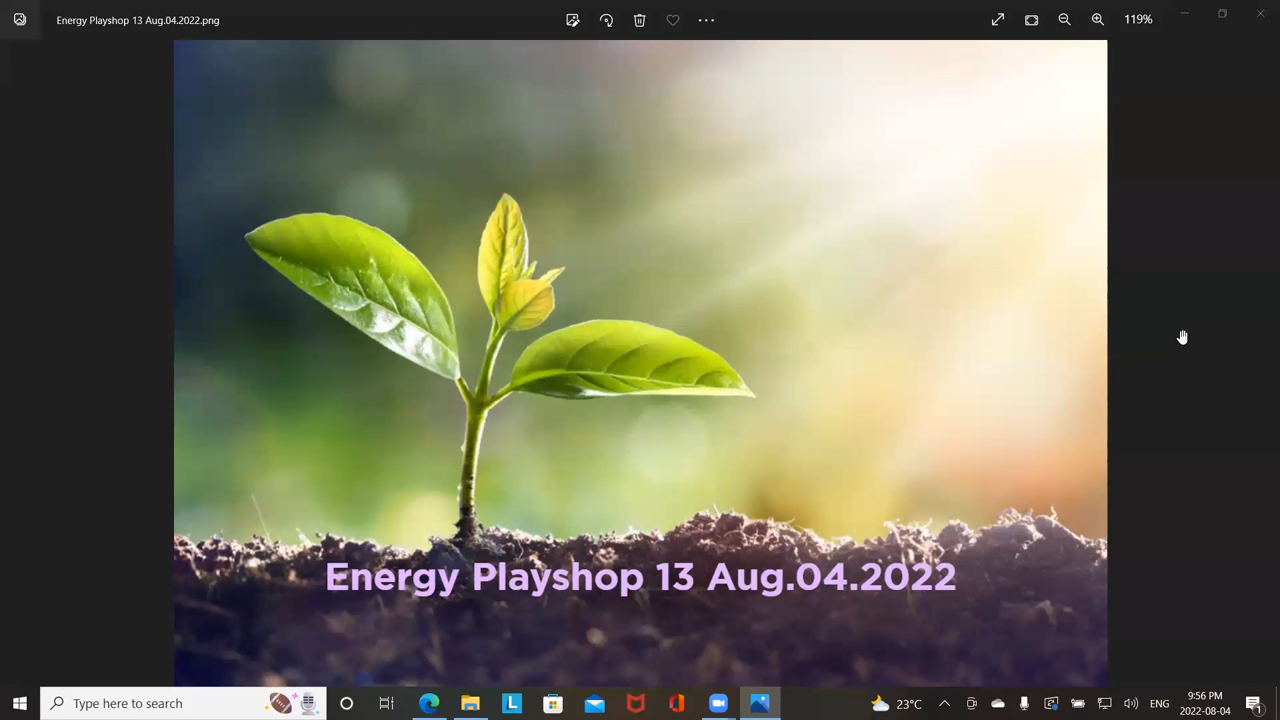 Energy Playshop 13 Aug.04.2022.png
119%
Energy Playshop 13 Aug.04.2022
Type here to search
L
23°C
ENG
9:56 PM
2022-08-04
1